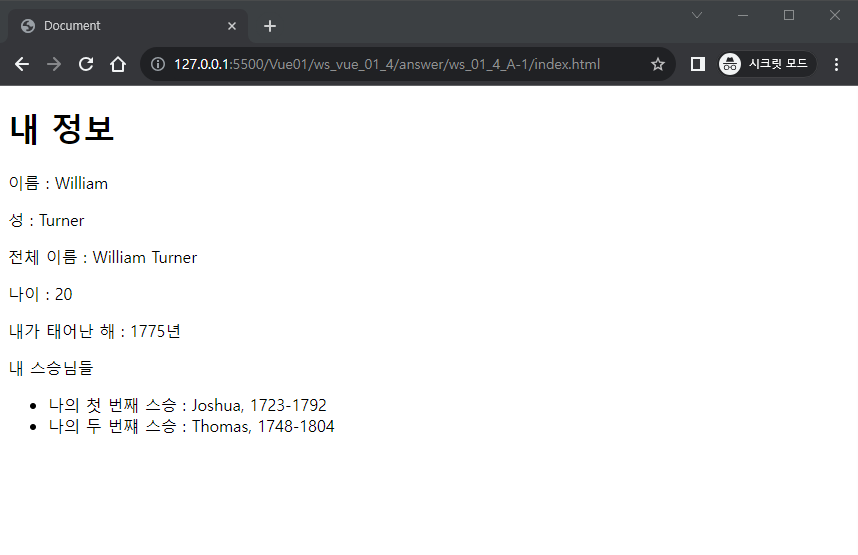 Document
127.0.0.1:5500/Vue01/ws_vue_01_4/answer/ws_01_4_A-1/index.html
시크릿 모드
내 정보
이름 : William
성 : Turner
전체 이름 : William Turner
나이 : 20
내가 태어난 해 : 1775년
내 스승님들
• 나의 첫 번째 스승 : Joshua, 1723-1792
• 나의 두 번째 스승 : Thomas, 1748-1804